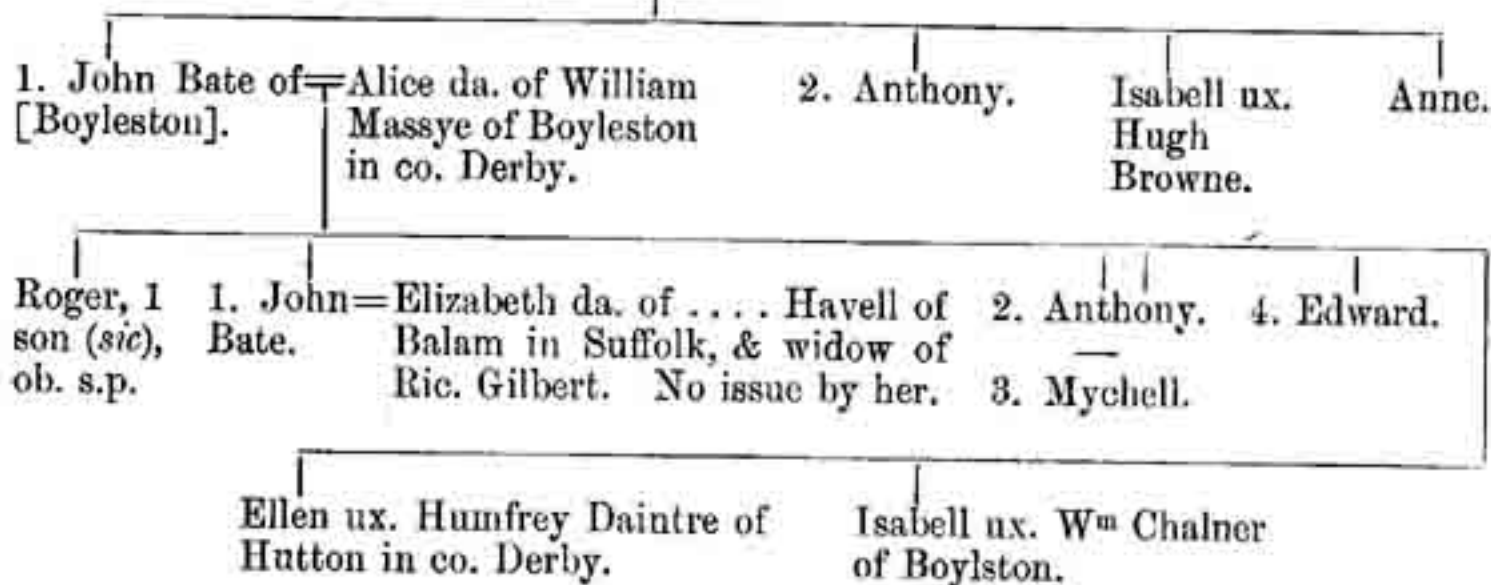 1. John Bate of=Alice da. of William
[Boyleston].
Massye of Boyleston
in co. Derby.
2. Anthony.
Isabell ux.
Hugh
Browne.
Anne.
Roger, 1
son (sic),
ob. s.p.
1. John=Elizabeth da. of .... Havell of
Bate.
Balam in Suffolk, & widow of
Ric. Gilbert. No issue by her.
2. Anthony.
3. Mychell.
4. Edward.
Ellen ux. Humfrey Daintre of
Hutton in co. Derby.
Isabell ux. Wᵐ Chalner
of Boylston.